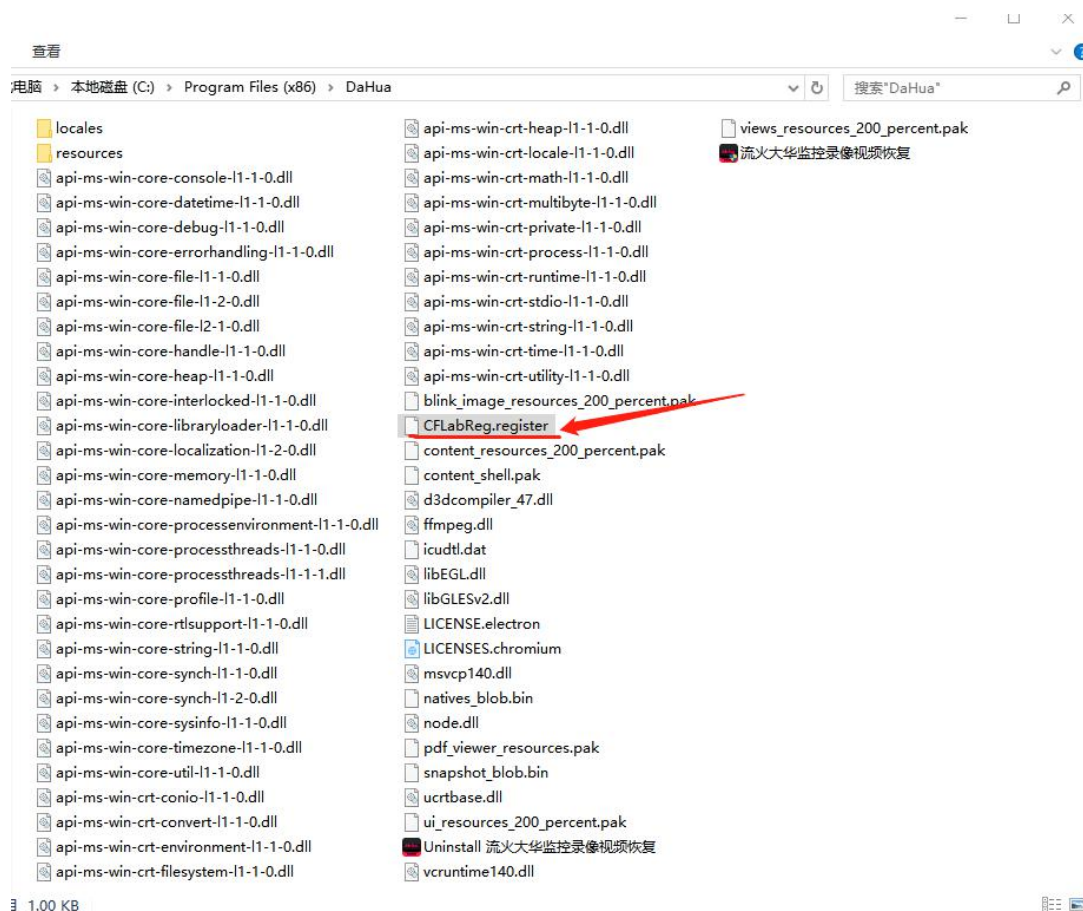 查看
电脑 › 本地磁盘 (C:) › Program Files (x86) › DaHua
搜索"DaHua"
locales
resources
api-ms-win-core-console-l1-1-0.dll
api-ms-win-core-datetime-l1-1-0.dll
api-ms-win-core-debug-l1-1-0.dll
api-ms-win-core-errorhandling-l1-1-0.dll
api-ms-win-core-file-l1-1-0.dll
api-ms-win-core-file-l1-2-0.dll
api-ms-win-core-file-l2-1-0.dll
api-ms-win-core-handle-l1-1-0.dll
api-ms-win-core-heap-l1-1-0.dll
api-ms-win-core-interlocked-l1-1-0.dll
api-ms-win-core-libraryloader-l1-1-0.dll
api-ms-win-core-localization-l1-2-0.dll
api-ms-win-core-memory-l1-1-0.dll
api-ms-win-core-namedpipe-l1-1-0.dll
api-ms-win-core-processenvironment-l1-1-0.dll
api-ms-win-core-processthreads-l1-1-0.dll
api-ms-win-core-processthreads-l1-1-1.dll
api-ms-win-core-profile-l1-1-0.dll
api-ms-win-core-rtlsupport-l1-1-0.dll
api-ms-win-core-string-l1-1-0.dll
api-ms-win-core-synch-l1-1-0.dll
api-ms-win-core-synch-l1-2-0.dll
api-ms-win-core-sysinfo-l1-1-0.dll
api-ms-win-core-timezone-l1-1-0.dll
api-ms-win-core-util-l1-1-0.dll
api-ms-win-crt-conio-l1-1-0.dll
api-ms-win-crt-convert-l1-1-0.dll
api-ms-win-crt-environment-l1-1-0.dll
api-ms-win-crt-filesystem-l1-1-0.dll
api-ms-win-crt-heap-l1-1-0.dll
api-ms-win-crt-locale-l1-1-0.dll
api-ms-win-crt-math-l1-1-0.dll
api-ms-win-crt-multibyte-l1-1-0.dll
api-ms-win-crt-private-l1-1-0.dll
api-ms-win-crt-process-l1-1-0.dll
api-ms-win-crt-runtime-l1-1-0.dll
api-ms-win-crt-stdio-l1-1-0.dll
api-ms-win-crt-string-l1-1-0.dll
api-ms-win-crt-time-l1-1-0.dll
api-ms-win-crt-utility-l1-1-0.dll
blink_image_resources_200_percent.pak
CFLabReg.register
content_resources_200_percent.pak
content_shell.pak
d3dcompiler_47.dll
ffmpeg.dll
icudtl.dat
libEGL.dll
libGLESv2.dll
LICENSE.electron
LICENSES.chromium
msvcp140.dll
natives_blob.bin
node.dll
pdf_viewer_resources.pak
snapshot_blob.bin
ucrtbase.dll
ui_resources_200_percent.pak
Uninstall 流火大华监控录像视频恢复
vcruntime140.dll
views_resources_200_percent.pak
流火大华监控录像视频恢复
1.00 KB